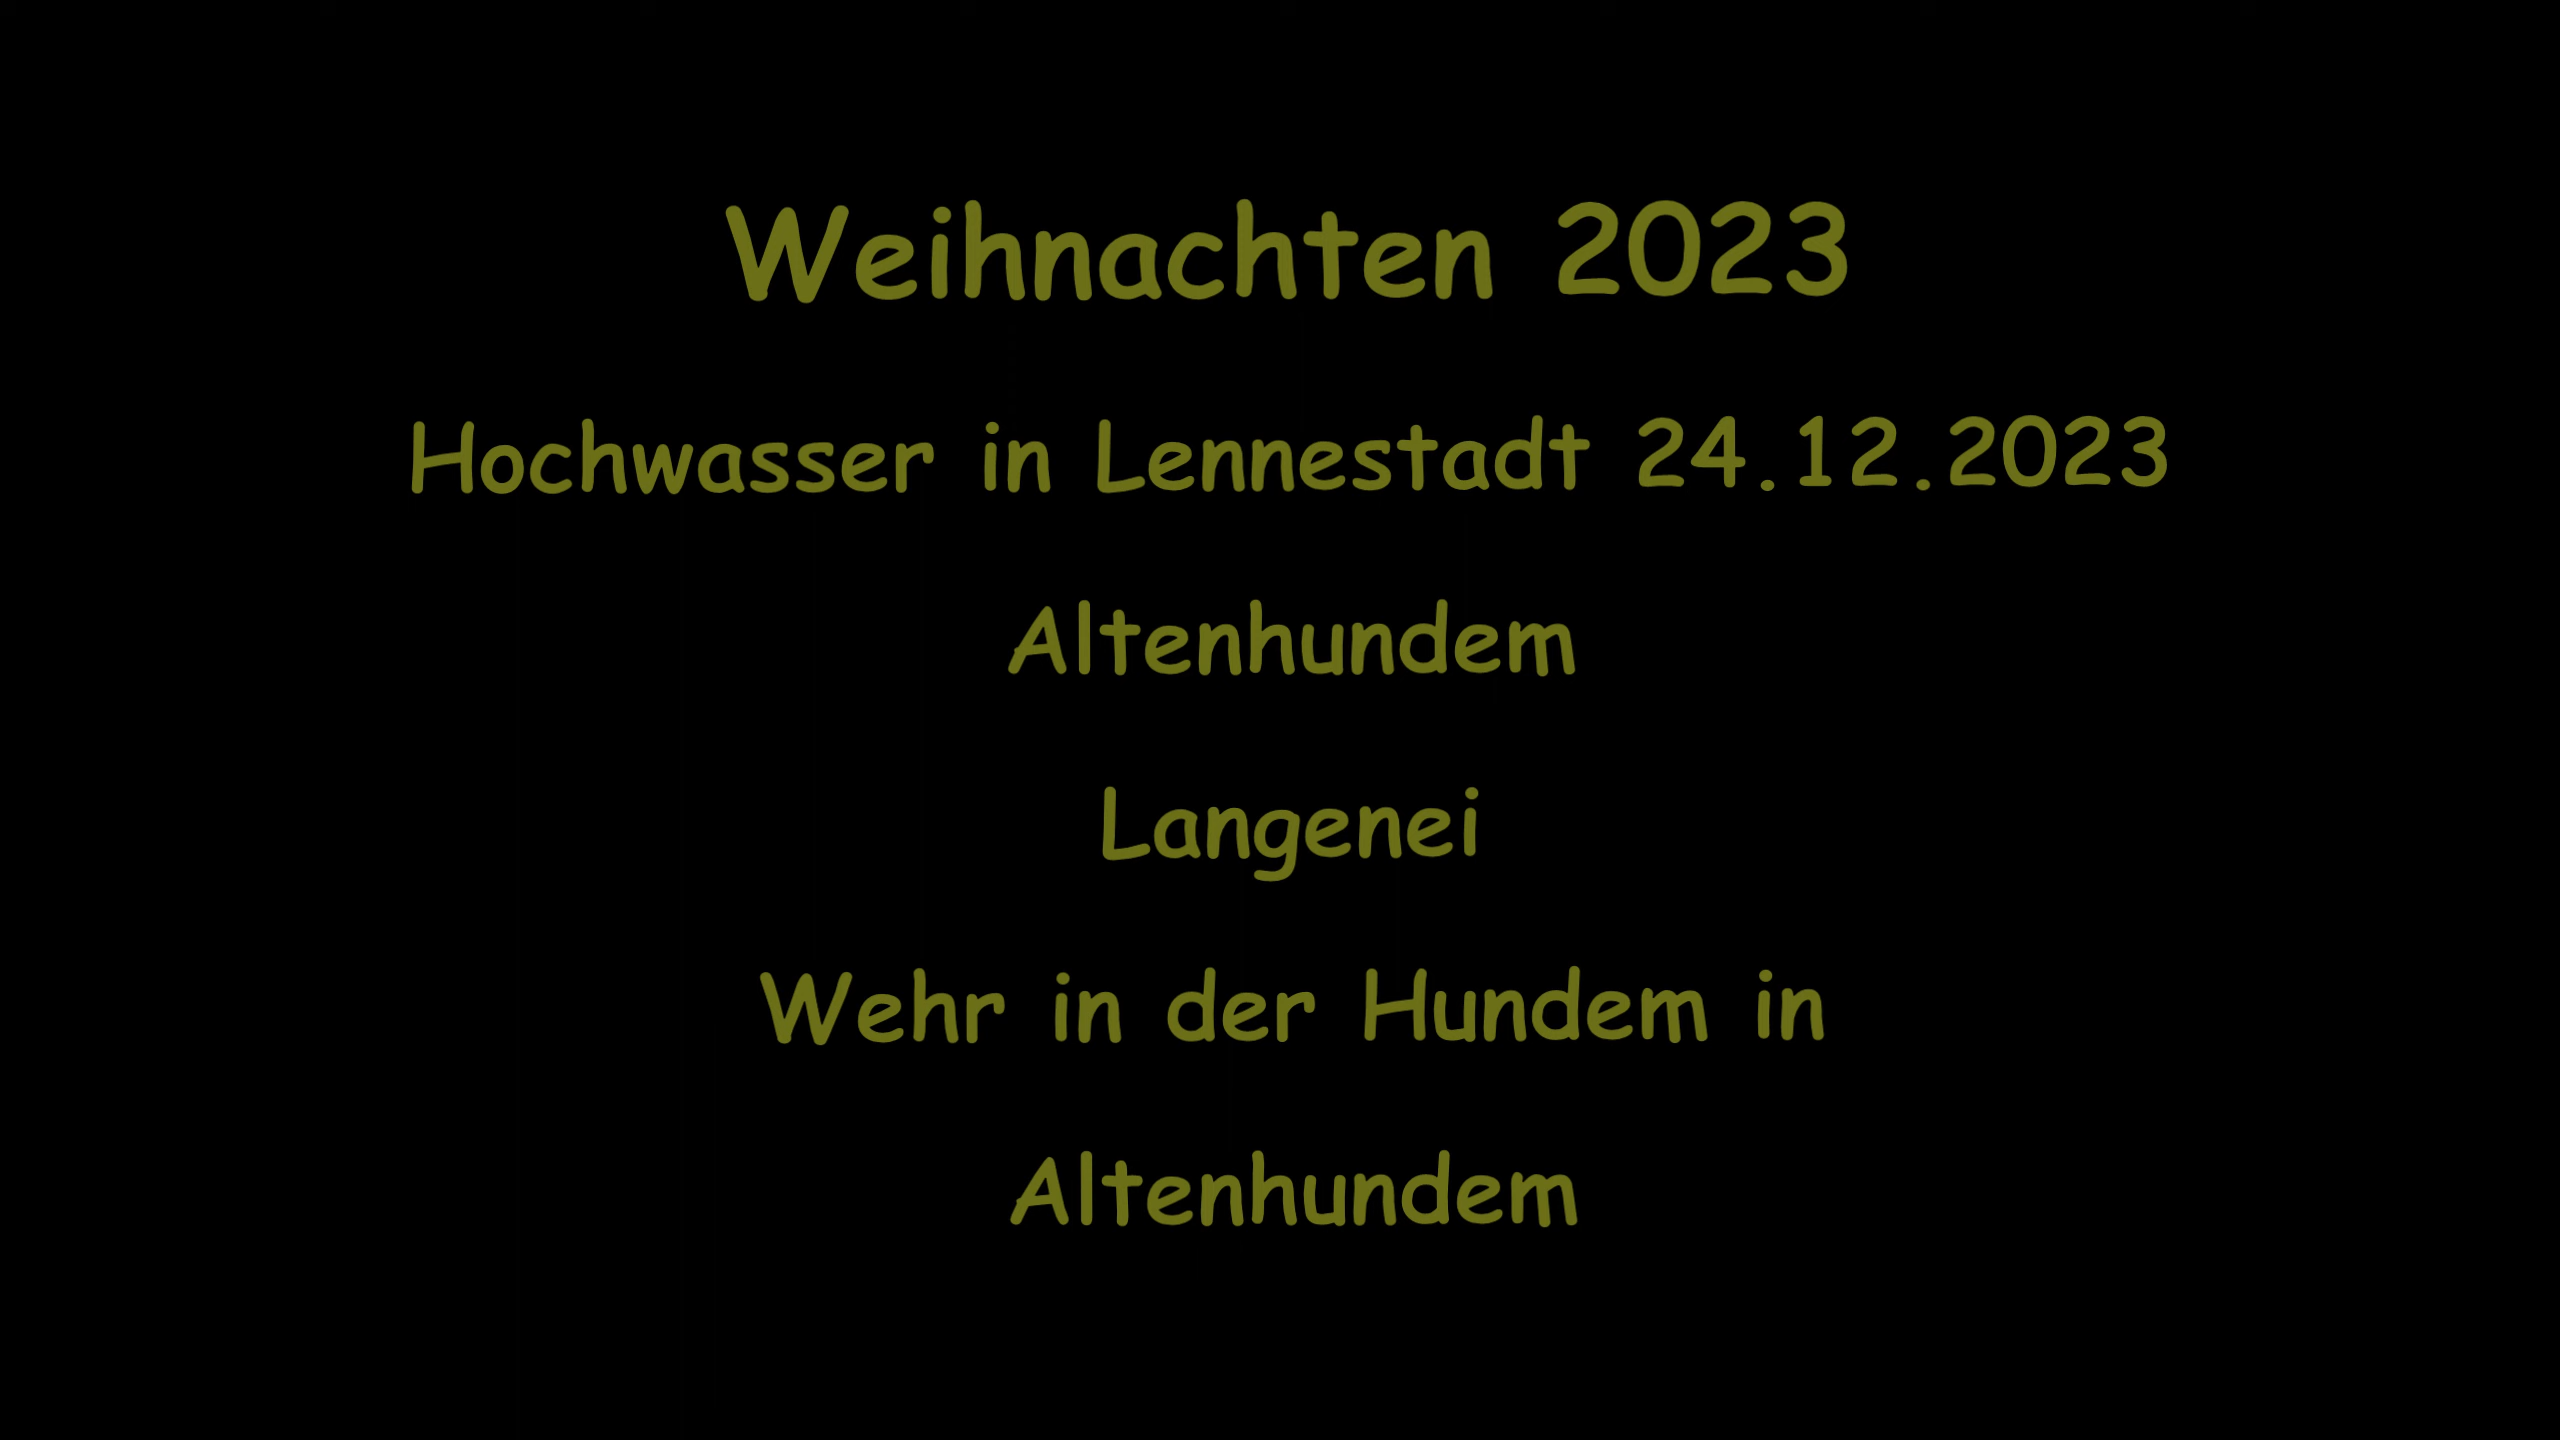 Weihnachten 2023
Hochwasser in Lennestadt 24.12.2023
Altenhundem
Langenei
Wehr in der Hundem in
Altenhundem